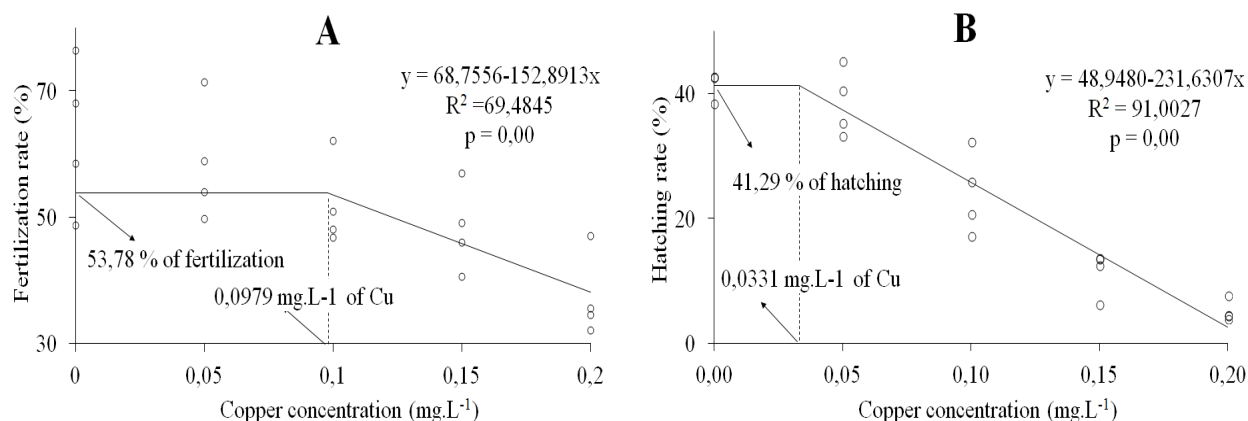 A
y = 68,7556-152,8913x
R² =69,4845
p = 0,00
Fertilization rate (%)
70
50
30
53,78 % of fertilization
0,0979 mg.L-1 of Cu
0 0,05 0,1 0,15 0,2
Copper concentration (mg.L⁻¹)
B
y = 48,9480-231,6307x
R² = 91,0027
p = 0,00
Hatching rate (%)
40
20
0
41,29 % of hatching
0,0331 mg.L-1 of Cu
0,00 0,05 0,10 0,15 0,20
Copper concentration (mg.L⁻¹)